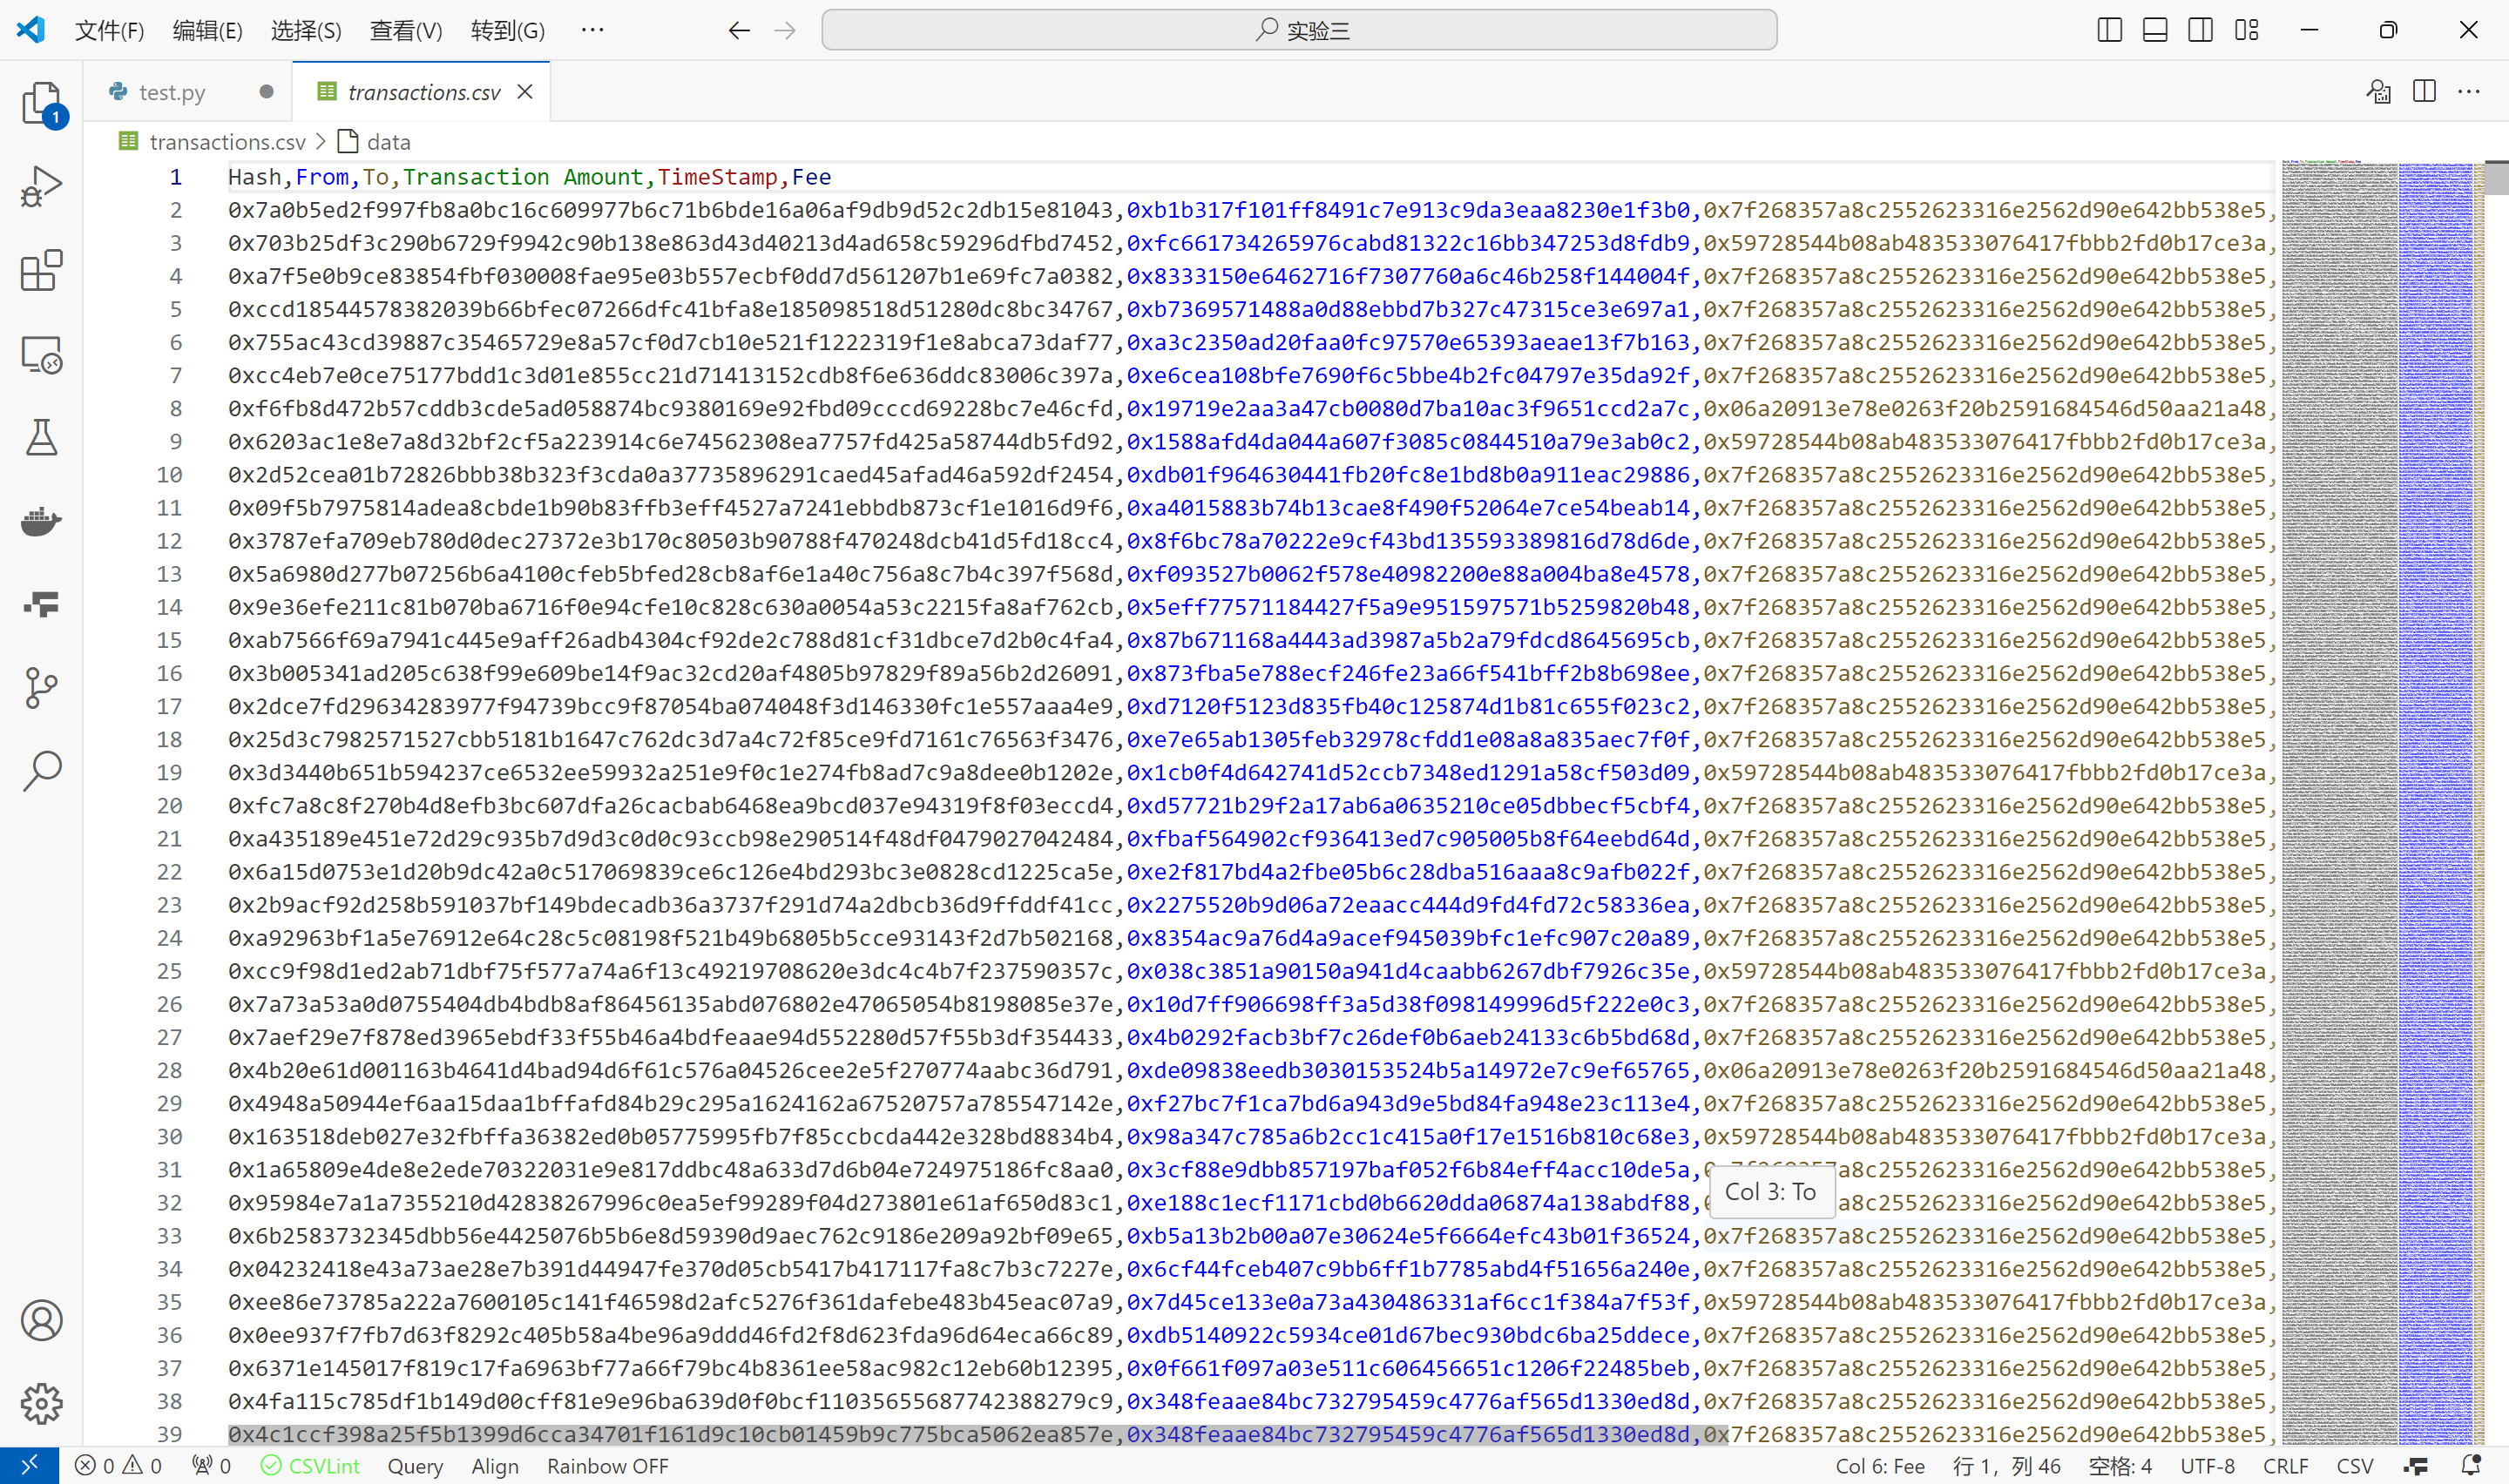 文件(F) 编辑(E) 选择(S) 查看(V) 转到(G) ··· 实验三
test.py transactions.csv
1
transactions.csv > data
1 Hash,From,To,Transaction Amount,TimeStamp,Fee
2 0x7a0b5ed2f997fb8a0bc16c609977b6c71b6bde16a06af9db9d52c2db15e81043,0xb1b317f101ff8491c7e913c9da3eaa8230e1f3b0,0x7f268357a8c2552623316e2562d90e642bb538e5,
3 0x703b25df3c290b6729f9942c90b138e863d43d40213d4ad658c59296dfbd7452,0xfc661734265976cabd81322c16bb347253d8fdb9,0x59728544b08ab483533076417fbbb2fd0b17ce3a,
4 0xa7f5e0b9ce83854fbf030008fae95e03b557ecbf0dd7d561207b1e69fc7a0382,0x8333150e6462716f7307760a6c46b258f144004f,0x7f268357a8c2552623316e2562d90e642bb538e5,
5 0xccd18544578382039b66bfec07266dfc41bfa8e185098518d51280dc8bc34767,0xb7369571488a0d88ebbd7b327c47315ce3e697a1,0x7f268357a8c2552623316e2562d90e642bb538e5,
6 0x755ac43cd39887c35465729e8a57cf0d7cb10e521f1222319f1e8abca73daf77,0xa3c2350ad20faa0fc97570e65393aeae13f7b163,0x7f268357a8c2552623316e2562d90e642bb538e5,
7 0xcc4eb7e0ce75177bdd1c3d01e855cc21d71413152cdb8f6e636ddc83006c397a,0xe6cea108bfe7690f6c5bbe4b2fc04797e35da92f,0x7f268357a8c2552623316e2562d90e642bb538e5,
8 0xf6fb8d472b57cddb3cde5ad058874bc9380169e92fbd09cccd69228bc7e46cfd,0x19719e2aa3a47cb0080d7ba10ac3f9651ccd2a7c,0x06a20913e78e0263f20b2591684546d50aa21a48,
9 0x6203ac1e8e7a8d32bf2cf5a223914c6e74562308ea7757fd425a58744db5fd92,0x1588afd4da044a607f3085c0844510a79e3ab0c2,0x59728544b08ab483533076417fbbb2fd0b17ce3a,
10 0x2d52cea01b72826bbb38b323f3cda0a37735896291caed45afad46a592df2454,0xdb01f964630441fb20fc8e1bd8b0a911eac29886,0x7f268357a8c2552623316e2562d90e642bb538e5,
11 0x09f5b7975814adea8cbde1b90b83ffb3eff4527a7241ebbdb873cf1e1016d9f6,0xa4015883b74b13cae8f490f52064e7ce54beab14,0x7f268357a8c2552623316e2562d90e642bb538e5,
12 0x3787efa709eb780d0dec27372e3b170c80503b90788f470248dcb41d5fd18cc4,0x8f6bc78a70222e9cf43bd135593389816d78d6de,0x7f268357a8c2552623316e2562d90e642bb538e5,
13 0x5a6980d277b07256b6a4100cfeb5bfed28cb8af6e1a40c756a8c7b4c397f568d,0xf093527b0062f578e40982200e88a004ba8e4578,0x7f268357a8c2552623316e2562d90e642bb538e5,
14 0x9e36efe211c81b070ba6716f0e94cfe10c828c630a0054a53c2215fa8af762cb,0x5eff77571184427f5a9e951597571b5259820b48,0x7f268357a8c2552623316e2562d90e642bb538e5,
15 0xab7566f69a7941c445e9aff26adb4304cf92de2c788d81cf31dbce7d2b0c4fa4,0x87b671168a4443ad3987a5b2a79fdcd8645695cb,0x7f268357a8c2552623316e2562d90e642bb538e5,
16 0x3b005341ad205c638f99e609be14f9ac32cd20af4805b97829f89a56b2d26091,0x873fba5e788ecf246fe23a66f541bff2b8b698ee,0x7f268357a8c2552623316e2562d90e642bb538e5,
17 0x2dce7fd29634283977f94739bcc9f87054ba074048f3d146330fc1e557aaa4e9,0xd7120f5123d835fb40c125874d1b81c655f023c2,0x7f268357a8c2552623316e2562d90e642bb538e5,
18 0x25d3c7982571527cbb5181b16477c762dc3d7a4c72f85ce9fd7161c76563f3476,0xe7e65ab1305feb32978cfdd1e08a8a835aec7f0f,0x7f268357a8c2552623316e2562d90e642bb538e5,
19 0x3d3440b651b594237ce6532ee59932a251e9f0c1e274fb8ad7c9a8dee0b1202e,0x1cb0f4d642741d52ccb7348ed1291a58cf503d09,0x59728544b08ab483533076417fbbb2fd0b17ce3a,
20 0xfc7a8c8f270b4d8efb3bc607dfa26cacbab6468ea9bcd037e94319f8f03eccd4,0xd57721b29f2a17ab6a0635210ce05dbbecf5cbf4,0x7f268357a8c2552623316e2562d90e642bb538e5,
21 0xa435189e451e72d29c935b7d9d3c0d0c93ccb98e290514f48df0479027042484,0xfbaf564902cf936413ed7c905005b8f64eebd64d,0x7f268357a8c2552623316e2562d90e642bb538e5,
22 0x6a15d0753e1d20b9dc42a0c517069839ce6c126e4bd293bc3e0828cd1225ca5e,0xe2f817bd4a2fbe05b6c28dba516aaa8c9afb022f,0x7f268357a8c2552623316e2562d90e642bb538e5,
23 0x2b9acf92d258b591037bf149bdecadb36a3737f291d74a2dbcb36d9ffddf41cc,0x2275520b9d06a72eaacc444d9fd4fd72c58336ea,0x7f268357a8c2552623316e2562d90e642bb538e5,
24 0xa92963bf1a5e76912e64c28c5c08198f521b49b6805b5cce93143f2d7b502168,0x8354ac9a76d4a9acef945039bfc1efc907c20a89,0x7f268357a8c2552623316e2562d90e642bb538e5,
25 0xcc9f98d1ed2ab71dbf75f577a74a6f13c49219708620e3dc4c4b7f237590357c,0x038c3851a90150a941d4caabb6267dbf7926c35e,0x59728544b08ab483533076417fbbb2fd0b17ce3a,
26 0x7a73a53a0d0755404db4bdb8af86456135abd076802e47065054b8198085e37e,0x10d7ff906698ff3a5d38f098149996d5f222e0c3,0x7f268357a8c2552623316e2562d90e642bb538e5,
27 0x7aef29e7f878ed3965ebdf33f55b46a4bdfeaae94d552280d57f55b3df354433,0x4b0292facb3bf7c26def0b6aeb24133c6b5bd68d,0x7f268357a8c2552623316e2562d90e642bb538e5,
28 0x4b20e61d001163b4641d4bad94d6f61c576a04526cee2e5f270774aabc36d791,0xde09838eedb3030153524b5a14972e7c9ef65765,0x06a20913e78e0263f20b2591684546d50aa21a48,
29 0x4948a50944ef6aa15daa1bffafd84b29c295a1624162a67520757a785547142e,0xf27bc7f1ca7bd6a943d9e5bd84fa948e23c113e4,0x7f268357a8c2552623316e2562d90e642bb538e5,
30 0x163518deb027e32fbffa36382ed0b05775995fb7f85ccbcda442e328bd8834b4,0x98a347c785a6b2cc1c415a0f17e1516b810c68e3,0x59728544b08ab483533076417fbbb2fd0b17ce3a,
31 0x1a65809e4de8e2ede70322031e9e817ddbc48a633d7d6b04e724975186fc8aa0,0x3cf88e9dbb857197baf052f6b84eff4acc10de5a,0x7f268357a8c2552623316e2562d90e642bb538e5,
Col 3: To
32 0x95984e7a1a7355210d42838267996c0ea5ef99289f04d273801e61af650d83c1,0xe188c1ecf1171cbd0b6620dda06874a138abdf88, a8c2552623316e2562d90e642bb538e5,
33 0x6b2583732345dbb56e4425076b5b6e8d59390d9aec762c9186e209a92bf09e65,0xb5a13b2b00a07e30624e5f6664efc43b01f36524,0x7f268357a8c2552623316e2562d90e642bb538e5,
34 0x04232418e43a73ae28e7b391d44947fe370d05cb5417b417117fa8c7b3c7227e,0x6cf44fceb407c9bb6ff1b7785abd4f51656a240e,0x7f268357a8c2552623316e2562d90e642bb538e5,
35 0xee86e73785a222a7600105c141f46598d2afc5276f361dafebe483b45eac07a9,0x7d45ce133e0a73a430486331af6cc1f384a7f53f,0x59728544b08ab483533076417fbbb2fd0b17ce3a,
36 0x0ee937f7fb7d63f8292c405b58a4be96a9ddd46fd2f8d623fda96d64eca66c89,0xdb5140922c5934ce01d67bec930bdc6ba25ddece,0x7f268357a8c2552623316e2562d90e642bb538e5,
37 0x6371e145017f819c17fa6963bf77a66f79bc4b8361ee58ac982c12eb60b12395,0x0f661f097a03e511c606456651c1206f22485beb,0x7f268357a8c2552623316e2562d90e642bb538e5,
38 0x4fa115c785df1b149d00cff81e9e96ba639d0f0bcf11035655687742388279c9,0x348feaae84bc732795459c4776af565d1330ed8d,0x7f268357a8c2552623316e2562d90e642bb538e5,
39 0x4c1ccf398a25f5b1399d6cca34701f161d9c10cb01459b9c775bca5062ea857e,0x348feaae84bc732795459c4776af565d1330ed8d,0x7f268357a8c2552623316e2562d90e642bb538e5,
0 0 0 CSVLint Query Align Rainbow OFF Col 6: Fee 行 1，列 46 空格: 4 UTF-8 CRLF CSV